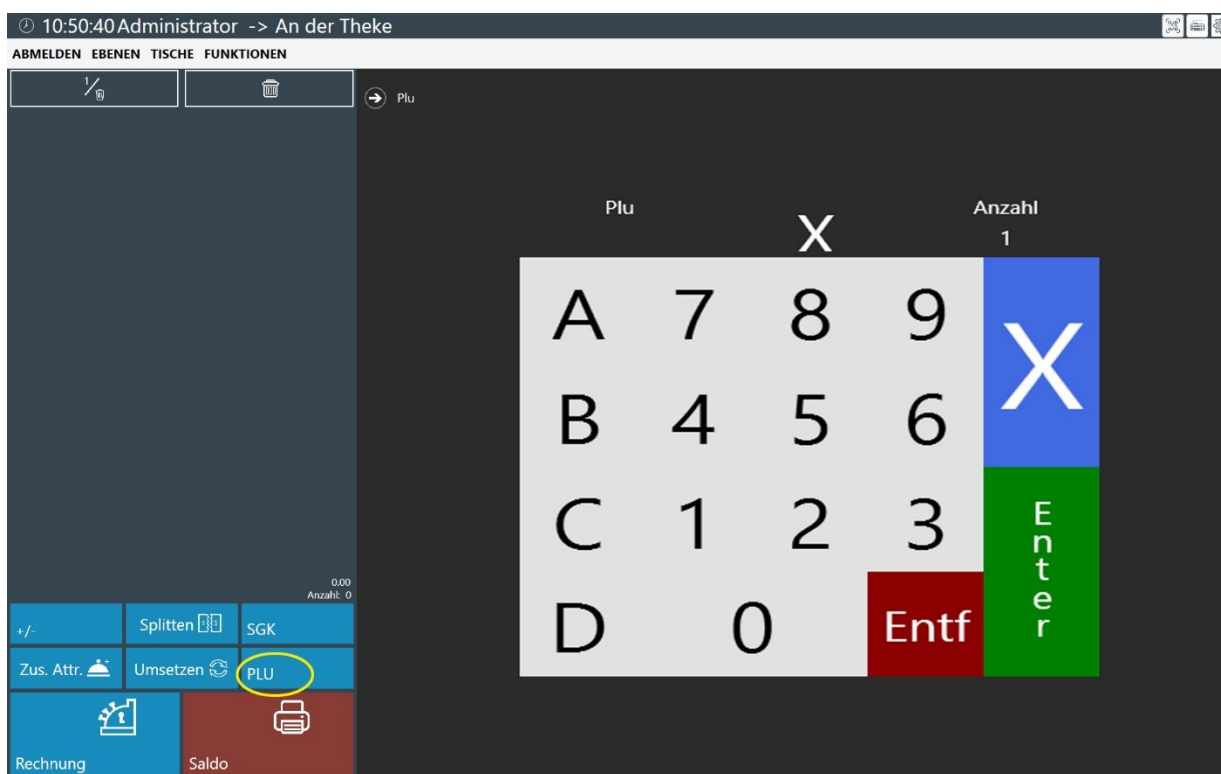 10:50:40 Administrator -> An der Theke
ABMELDEN EBENEN TISCHE FUNKTIONEN
1/
Plu
Plu
X
Anzahl
1
A 7 8 9
X
B 4 5 6
C 1 2 3
Enter
D 0 Entf
0.00
Anzahl: 0
+/- Splitten SGK
Zus. Attr. Umsetzen PLU
Rechnung Saldo